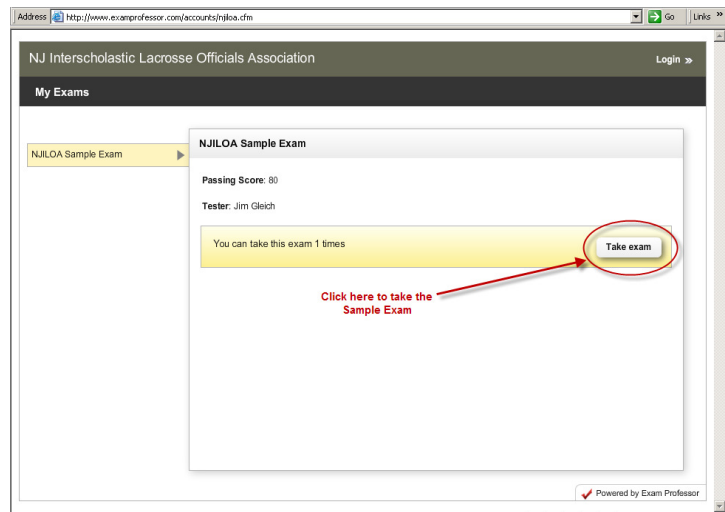 Address http://www.examprofessor.com/accounts/njiloa.cfm Go Links »
NJ Interscholastic Lacrosse Officials Association Login »
My Exams
NJILOA Sample Exam
NJILOA Sample Exam
Passing Score: 80
Tester: Jim Gleich
You can take this exam 1 times Take exam
Click here to take the
Sample Exam
Powered by Exam Professor